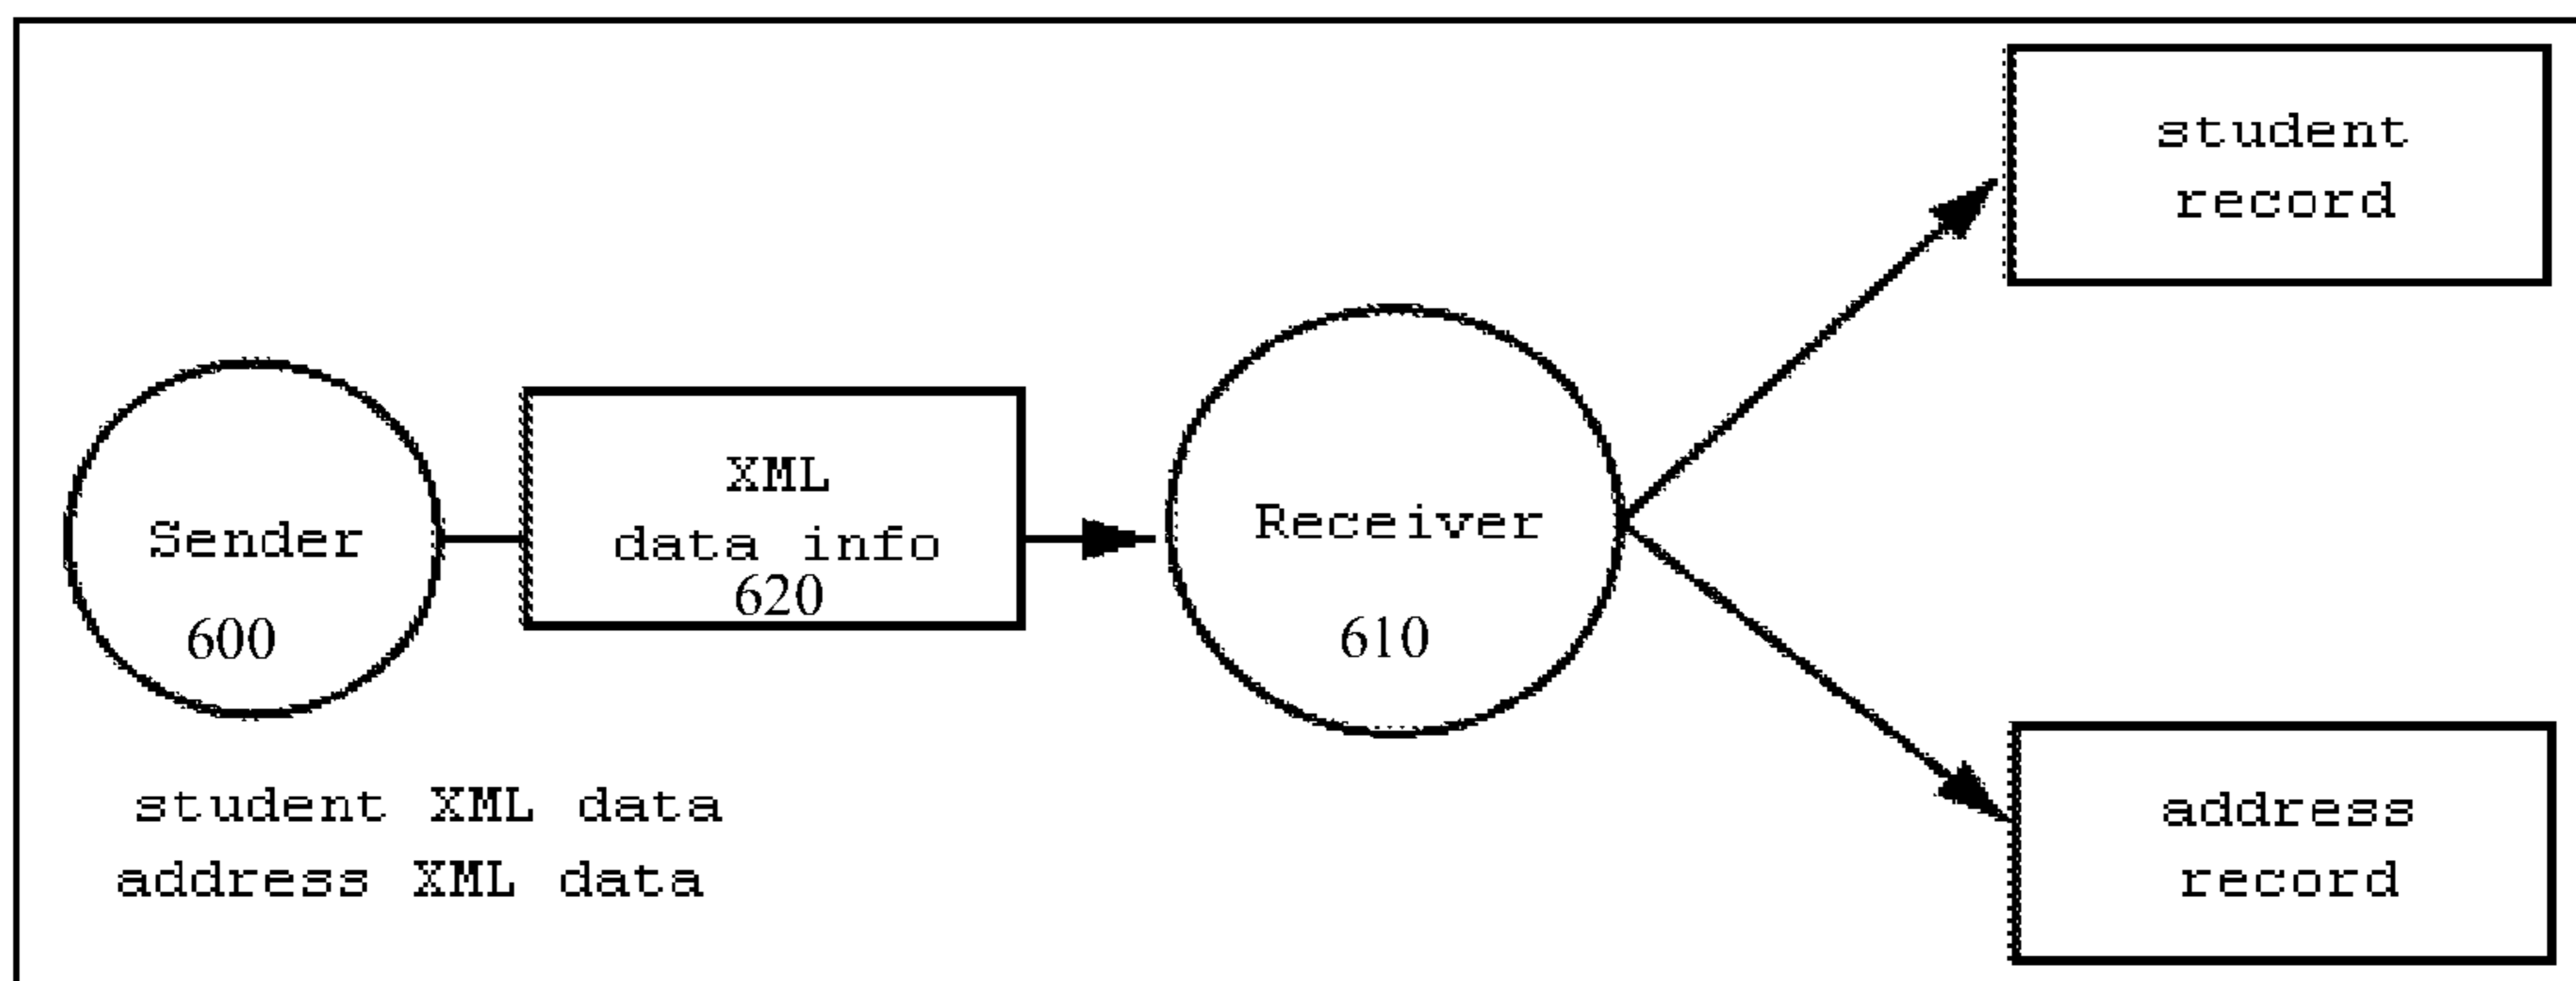 student
record
XML
data info
620
Sender
600
Receiver
610
student XML data
address XML data
address
record